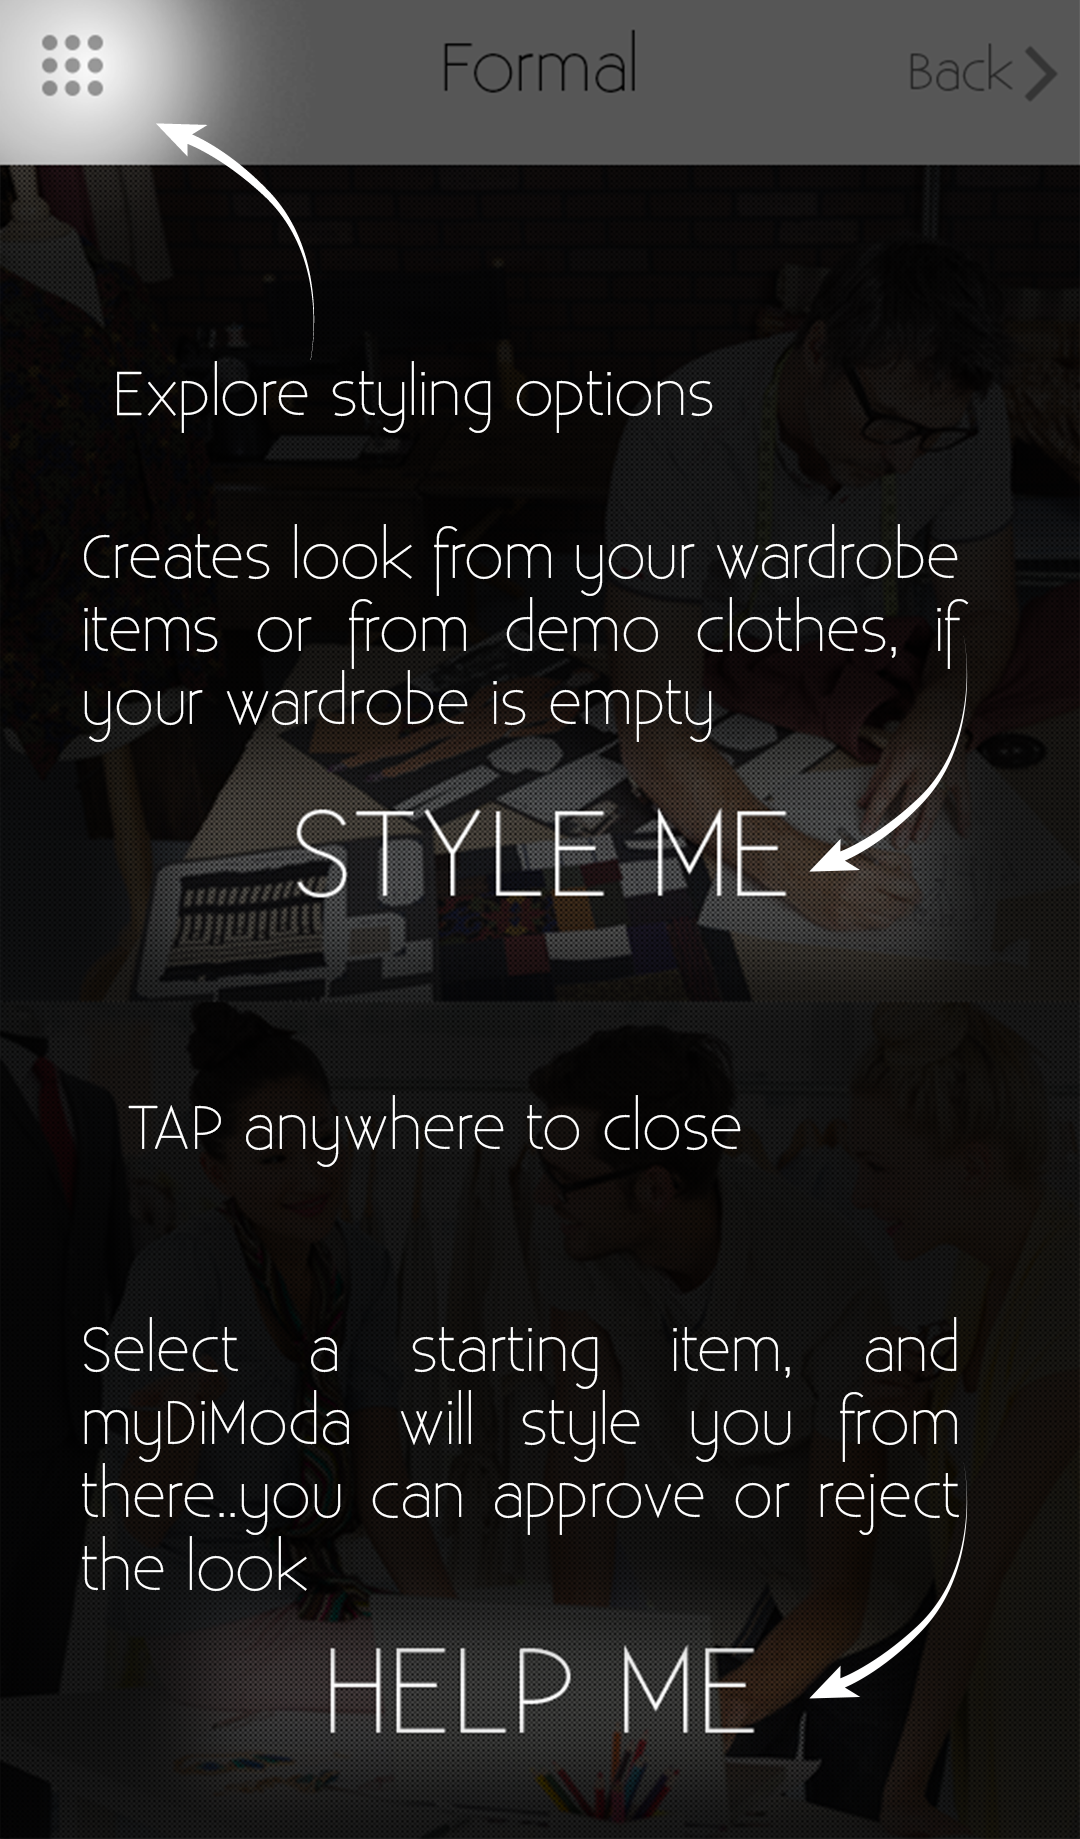 Formal
Back
Explore styling options
Creates look from your wardrobe
items or from demo clothes, if
your wardrobe is empty
STYLE ME
TAP anywhere to close
Select a starting item, and
myDiModa will style you from
there..you can approve or reject
the look
HELP ME